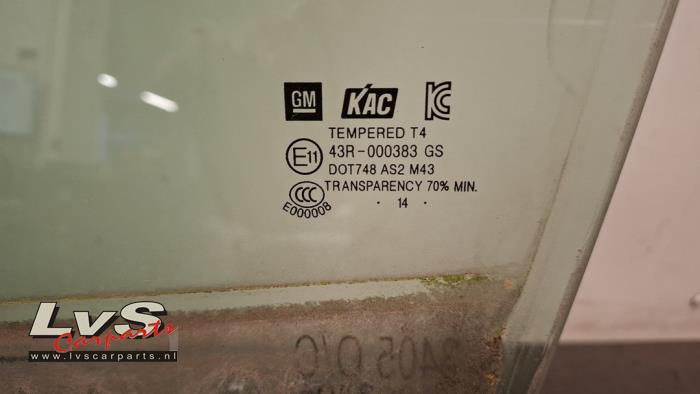 GM KAC KC
TEMPERED T4
E11 43R-000383 GS
DOT748 AS2 M43
CCC TRANSPARENCY 70% MIN.
E000008 · 14 ·
LvS
Carparts
www.lvscarparts.nl